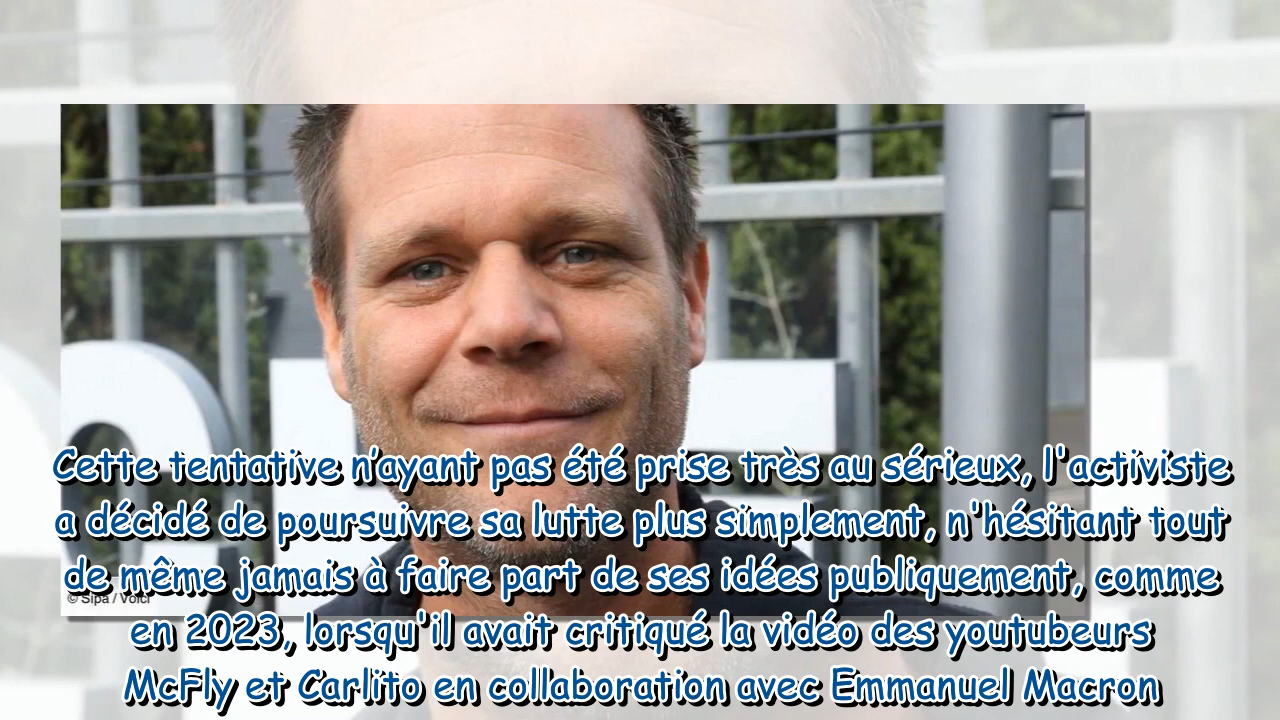 Cette tentative n'ayant pas été prise très au sérieux, l'activiste
a décidé de poursuivre sa lutte plus simplement, n'hésitant tout
de même jamais à faire part de ses idées publiquement, comme
© Sipa / Voici
en 2023, lorsqu'il avait critiqué la vidéo des youtubeurs
McFly et Carlito en collaboration avec Emmanuel Macron